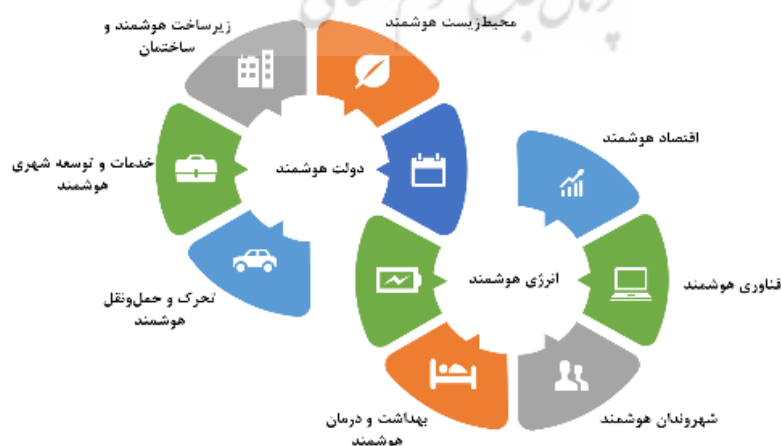 محیط‌زیست هوشمند
زیرساخت هوشمند و
ساختمان
اقتصاد هوشمند
دولت هوشمند
خدمات و توسعه شهری
هوشمند
انرژی هوشمند
فناوری هوشمند
تحرک و حمل‌ونقل
هوشمند
شهروندان هوشمند
بهداشت و درمان
هوشمند